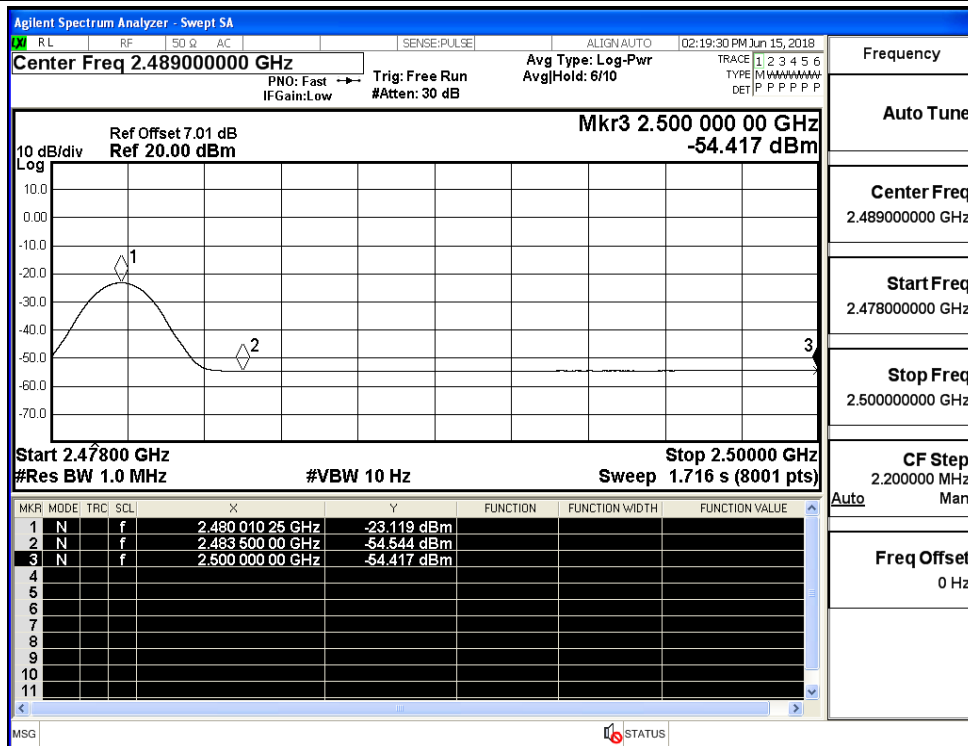 Agilent Spectrum Analyzer - Swept SA
LXI RL RF 50 Ω AC SENSE:PULSE ALIGN AUTO 02:19:30 PM Jun 15, 2018
Center Freq 2.489000000 GHz
PNO: Fast
IFGain:Low
Trig: Free Run
#Atten: 30 dB
Avg Type: Log-Pwr
Avg|Hold: 6/10
TRACE 1 2 3 4 5 6
TYPE M W W W W W
DET P P P P P P
Ref Offset 7.01 dB
10 dB/div Ref 20.00 dBm
Log
Mkr3 2.500 000 00 GHz
-54.417 dBm
10.0
0.00
-10.0
-20.0
-30.0
-40.0
-50.0
-60.0
-70.0
1
2
3
Start 2.47800 GHz Stop 2.50000 GHz
#Res BW 1.0 MHz #VBW 10 Hz Sweep 1.716 s (8001 pts)
MKR MODE TRC SCL X Y FUNCTION FUNCTION WIDTH FUNCTION VALUE
1 N f 2.480 010 25 GHz -23.119 dBm
2 N f 2.483 500 00 GHz -54.544 dBm
3 N f 2.500 000 00 GHz -54.417 dBm
4
5
6
7
8
9
10
11
MSG STATUS
Frequency
Auto Tune
Center Freq
2.489000000 GHz
Start Freq
2.478000000 GHz
Stop Freq
2.500000000 GHz
CF Step
2.200000 MHz
Auto Man
Freq Offset
0 Hz